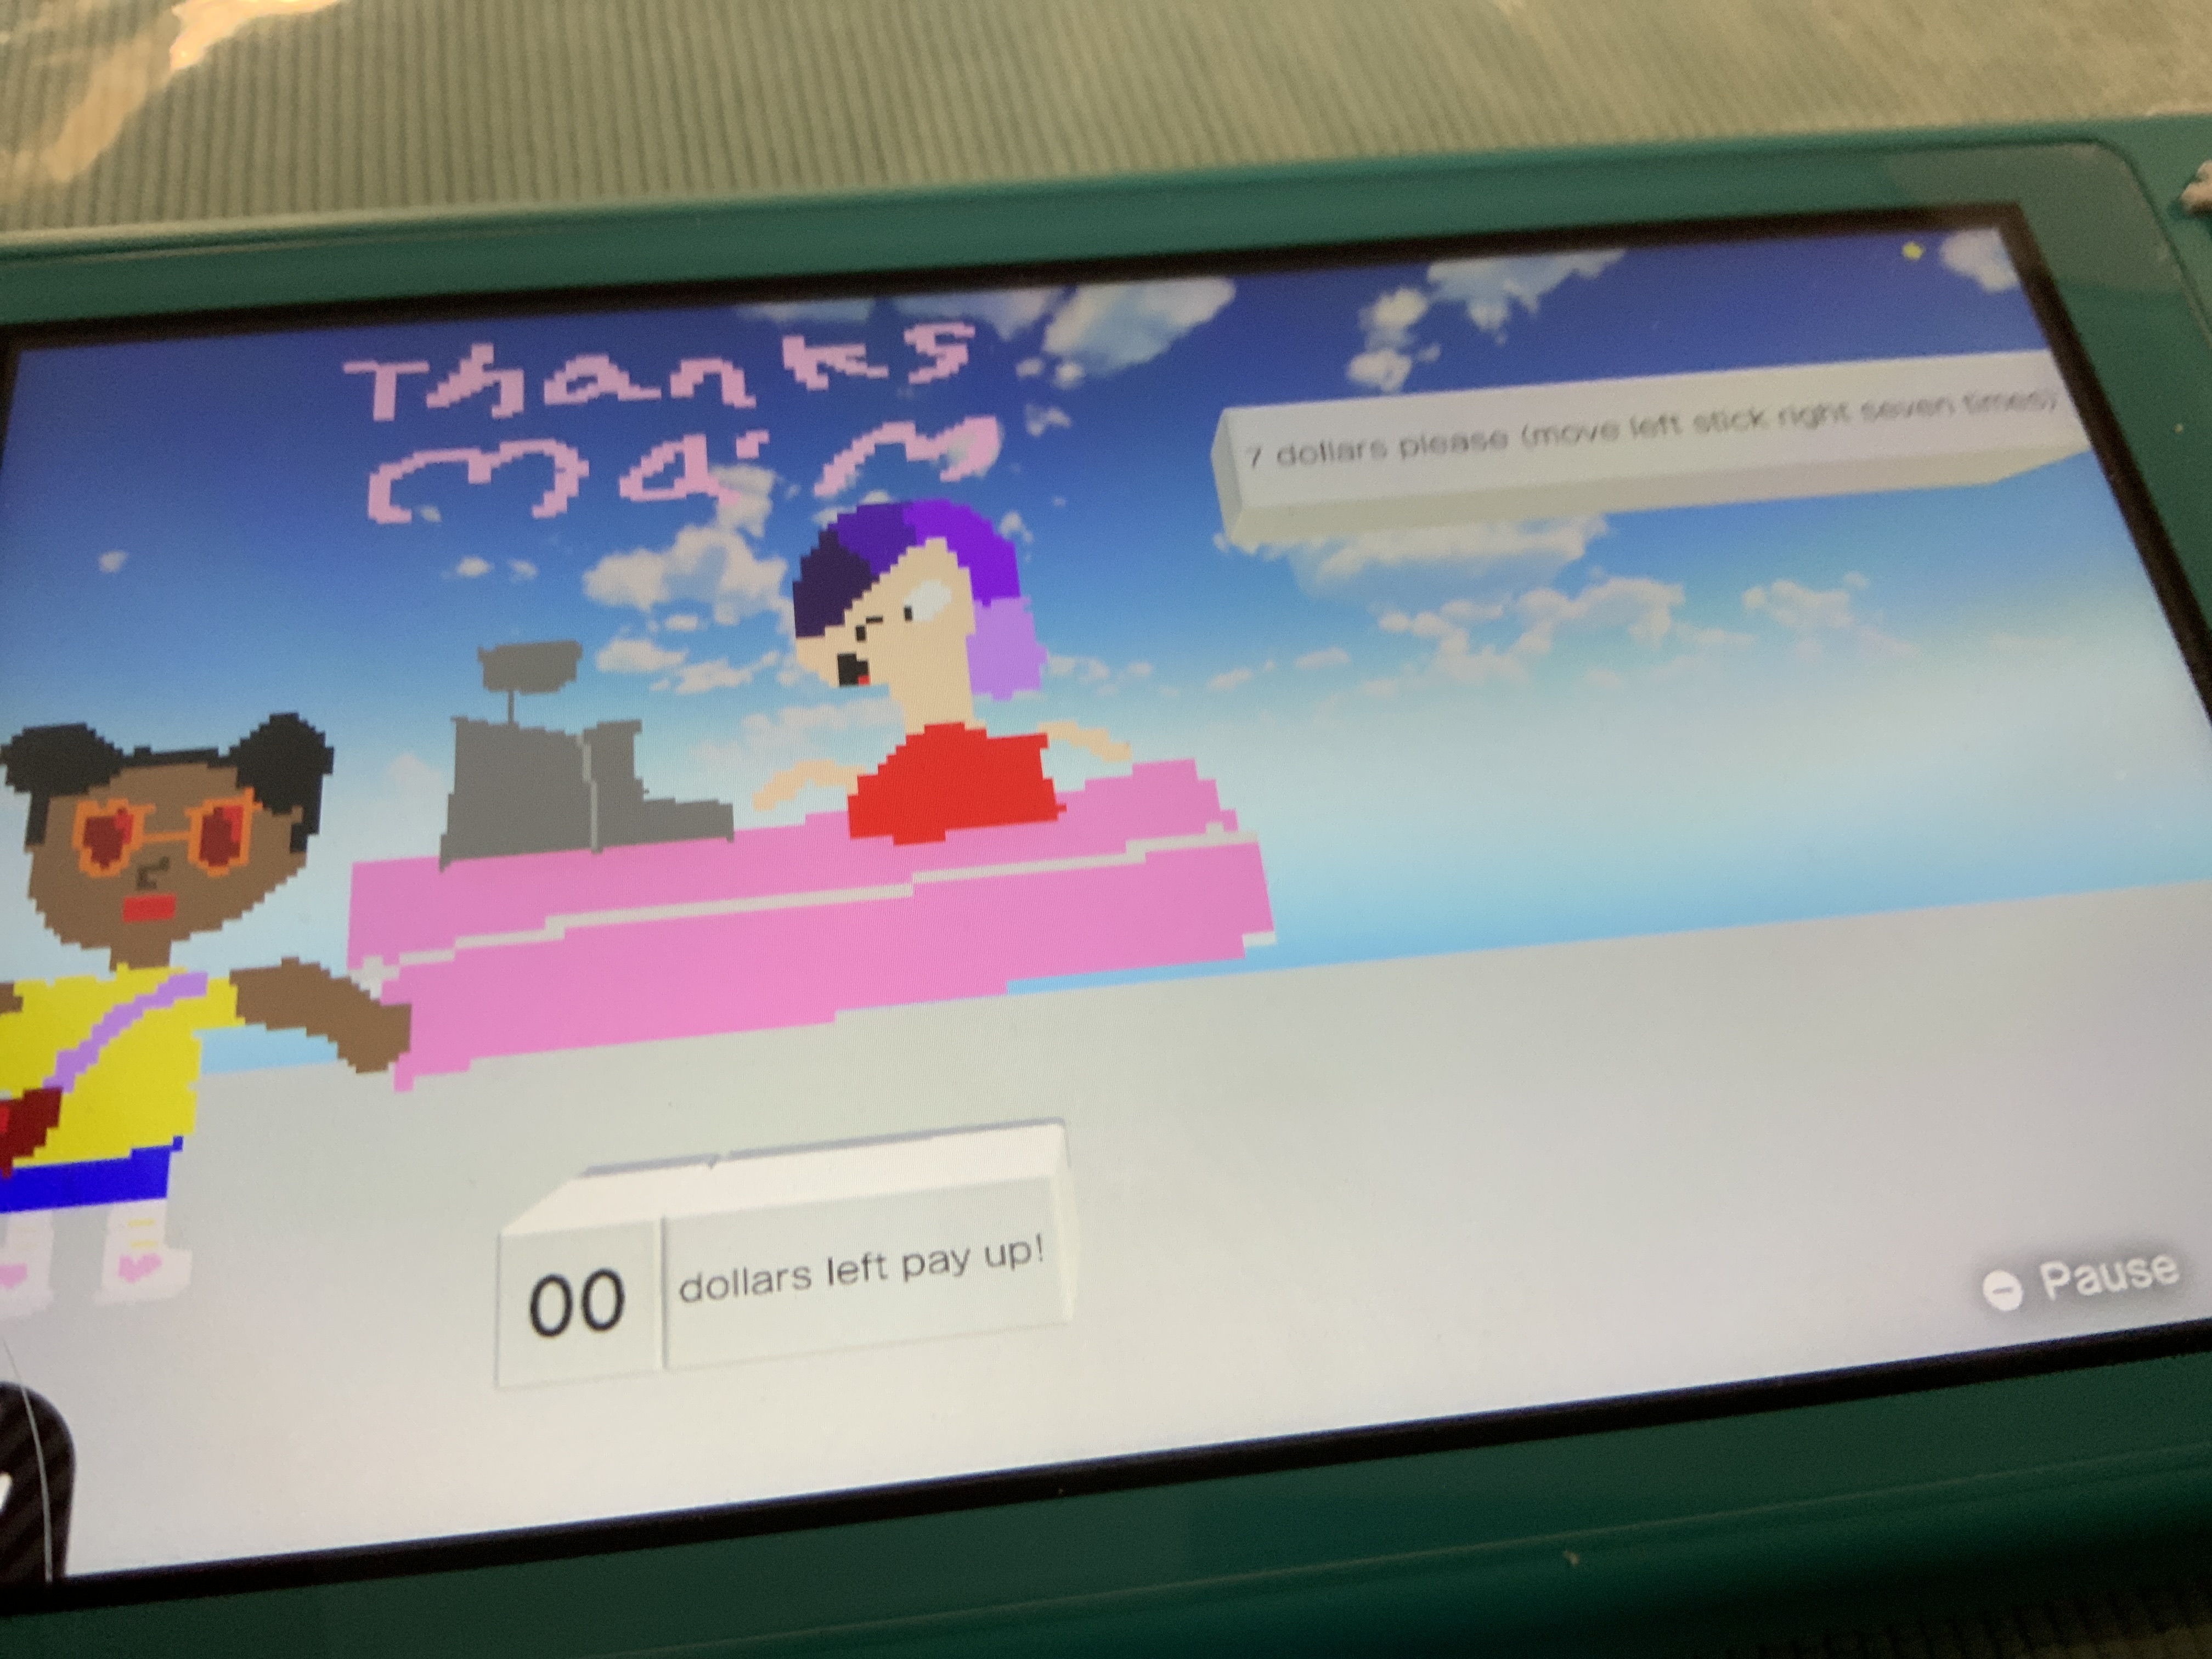 Thanks
Ma'm
7 dollars please (move left stick right seven times)
00 dollars left pay up!
Pause